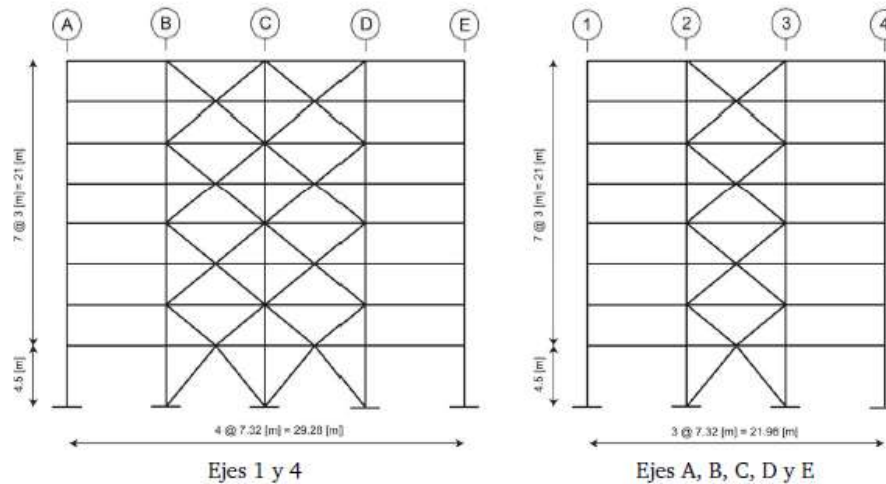 A B C D E
7 @ 3 [m] = 21 [m]
4.5 [m]
4 @ 7.32 [m] = 29.28 [m]
Ejes 1 y 4
1 2 3 4
7 @ 3 [m] = 21 [m]
4.5 [m]
3 @ 7.32 [m] = 21.96 [m]
Ejes A, B, C, D y E